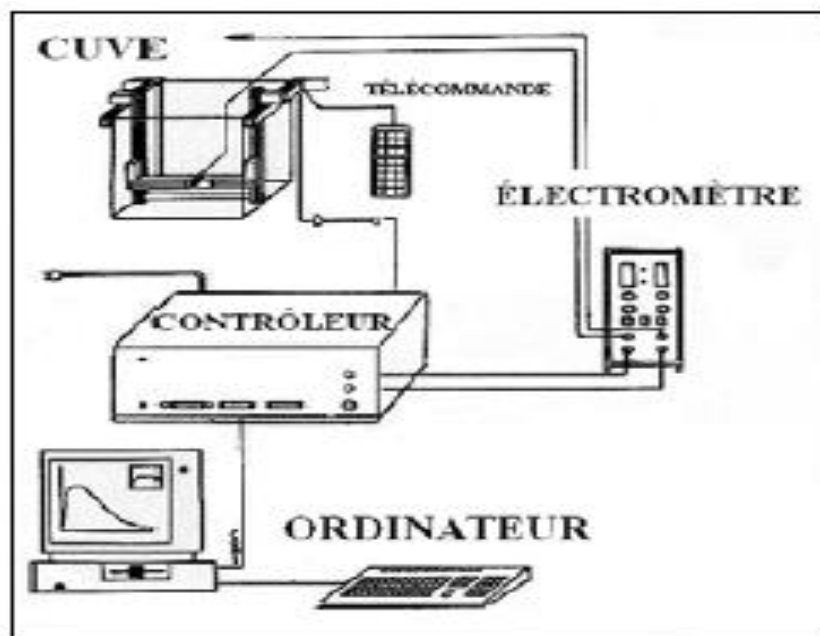 CUVE
TÉLÉCOMMANDE
ÉLECTROMÈTRE
CONTRÔLEUR
ORDINATEUR